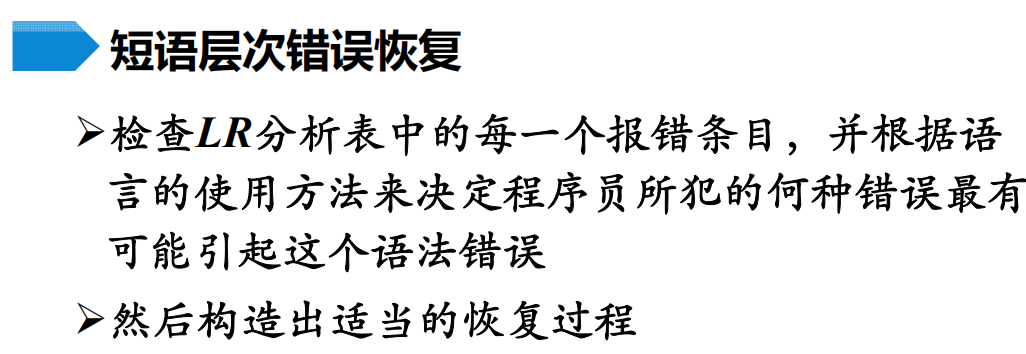 短语层次错误恢复
➢检查LR分析表中的每一个报错条目，并根据语
言的使用方法来决定程序员所犯的何种错误最有
可能引起这个语法错误
➢然后构造出适当的恢复过程